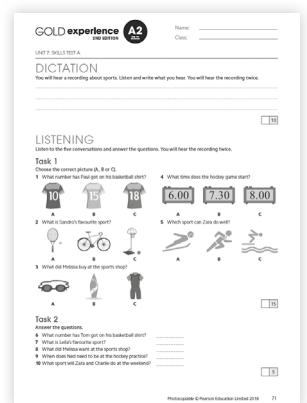 GOLD experience
2ND EDITION
A2
Name:
Class:
UNIT 7: SKILLS TEST A
DICTATION
You will hear a recording about sports. Listen and write what you hear. You will hear the recording twice.
10
LISTENING
Listen to the five conversations and answer the questions. You will hear the recording twice.
Task 1
Choose the correct picture (A, B or C).
1 What number has Paul got on his basketball shirt?
10 15 18
A B C
2 What is Sandro's favourite sport?
A B C
3 What did Melissa buy at the sports shop?
A B C
4 What time does the hockey game start?
6.00 7.30 8.00
A B C
5 Which sport can Zara do well?
A B C
15
Task 2
Answer the questions.
6 What number has Tom got on his basketball shirt?
7 What is Leila's favourite sport?
8 What did Melissa want at the sports shop?
9 When does Ned need to be at the hockey practice?
10 What sport will Zara and Charlie do at the weekend?
5
Photocopiable © Pearson Education Limited 2018 71